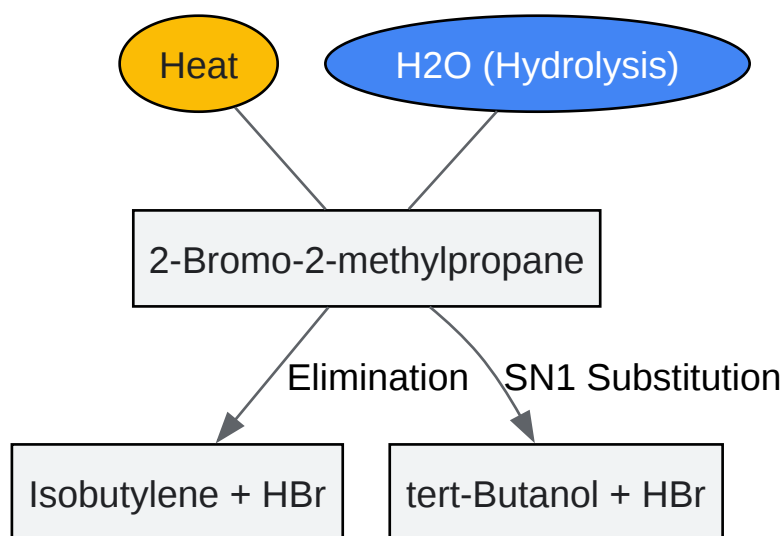 Heat
H2O (Hydrolysis)
2-Bromo-2-methylpropane
Elimination
SN1 Substitution
Isobutylene + HBr
tert-Butanol + HBr